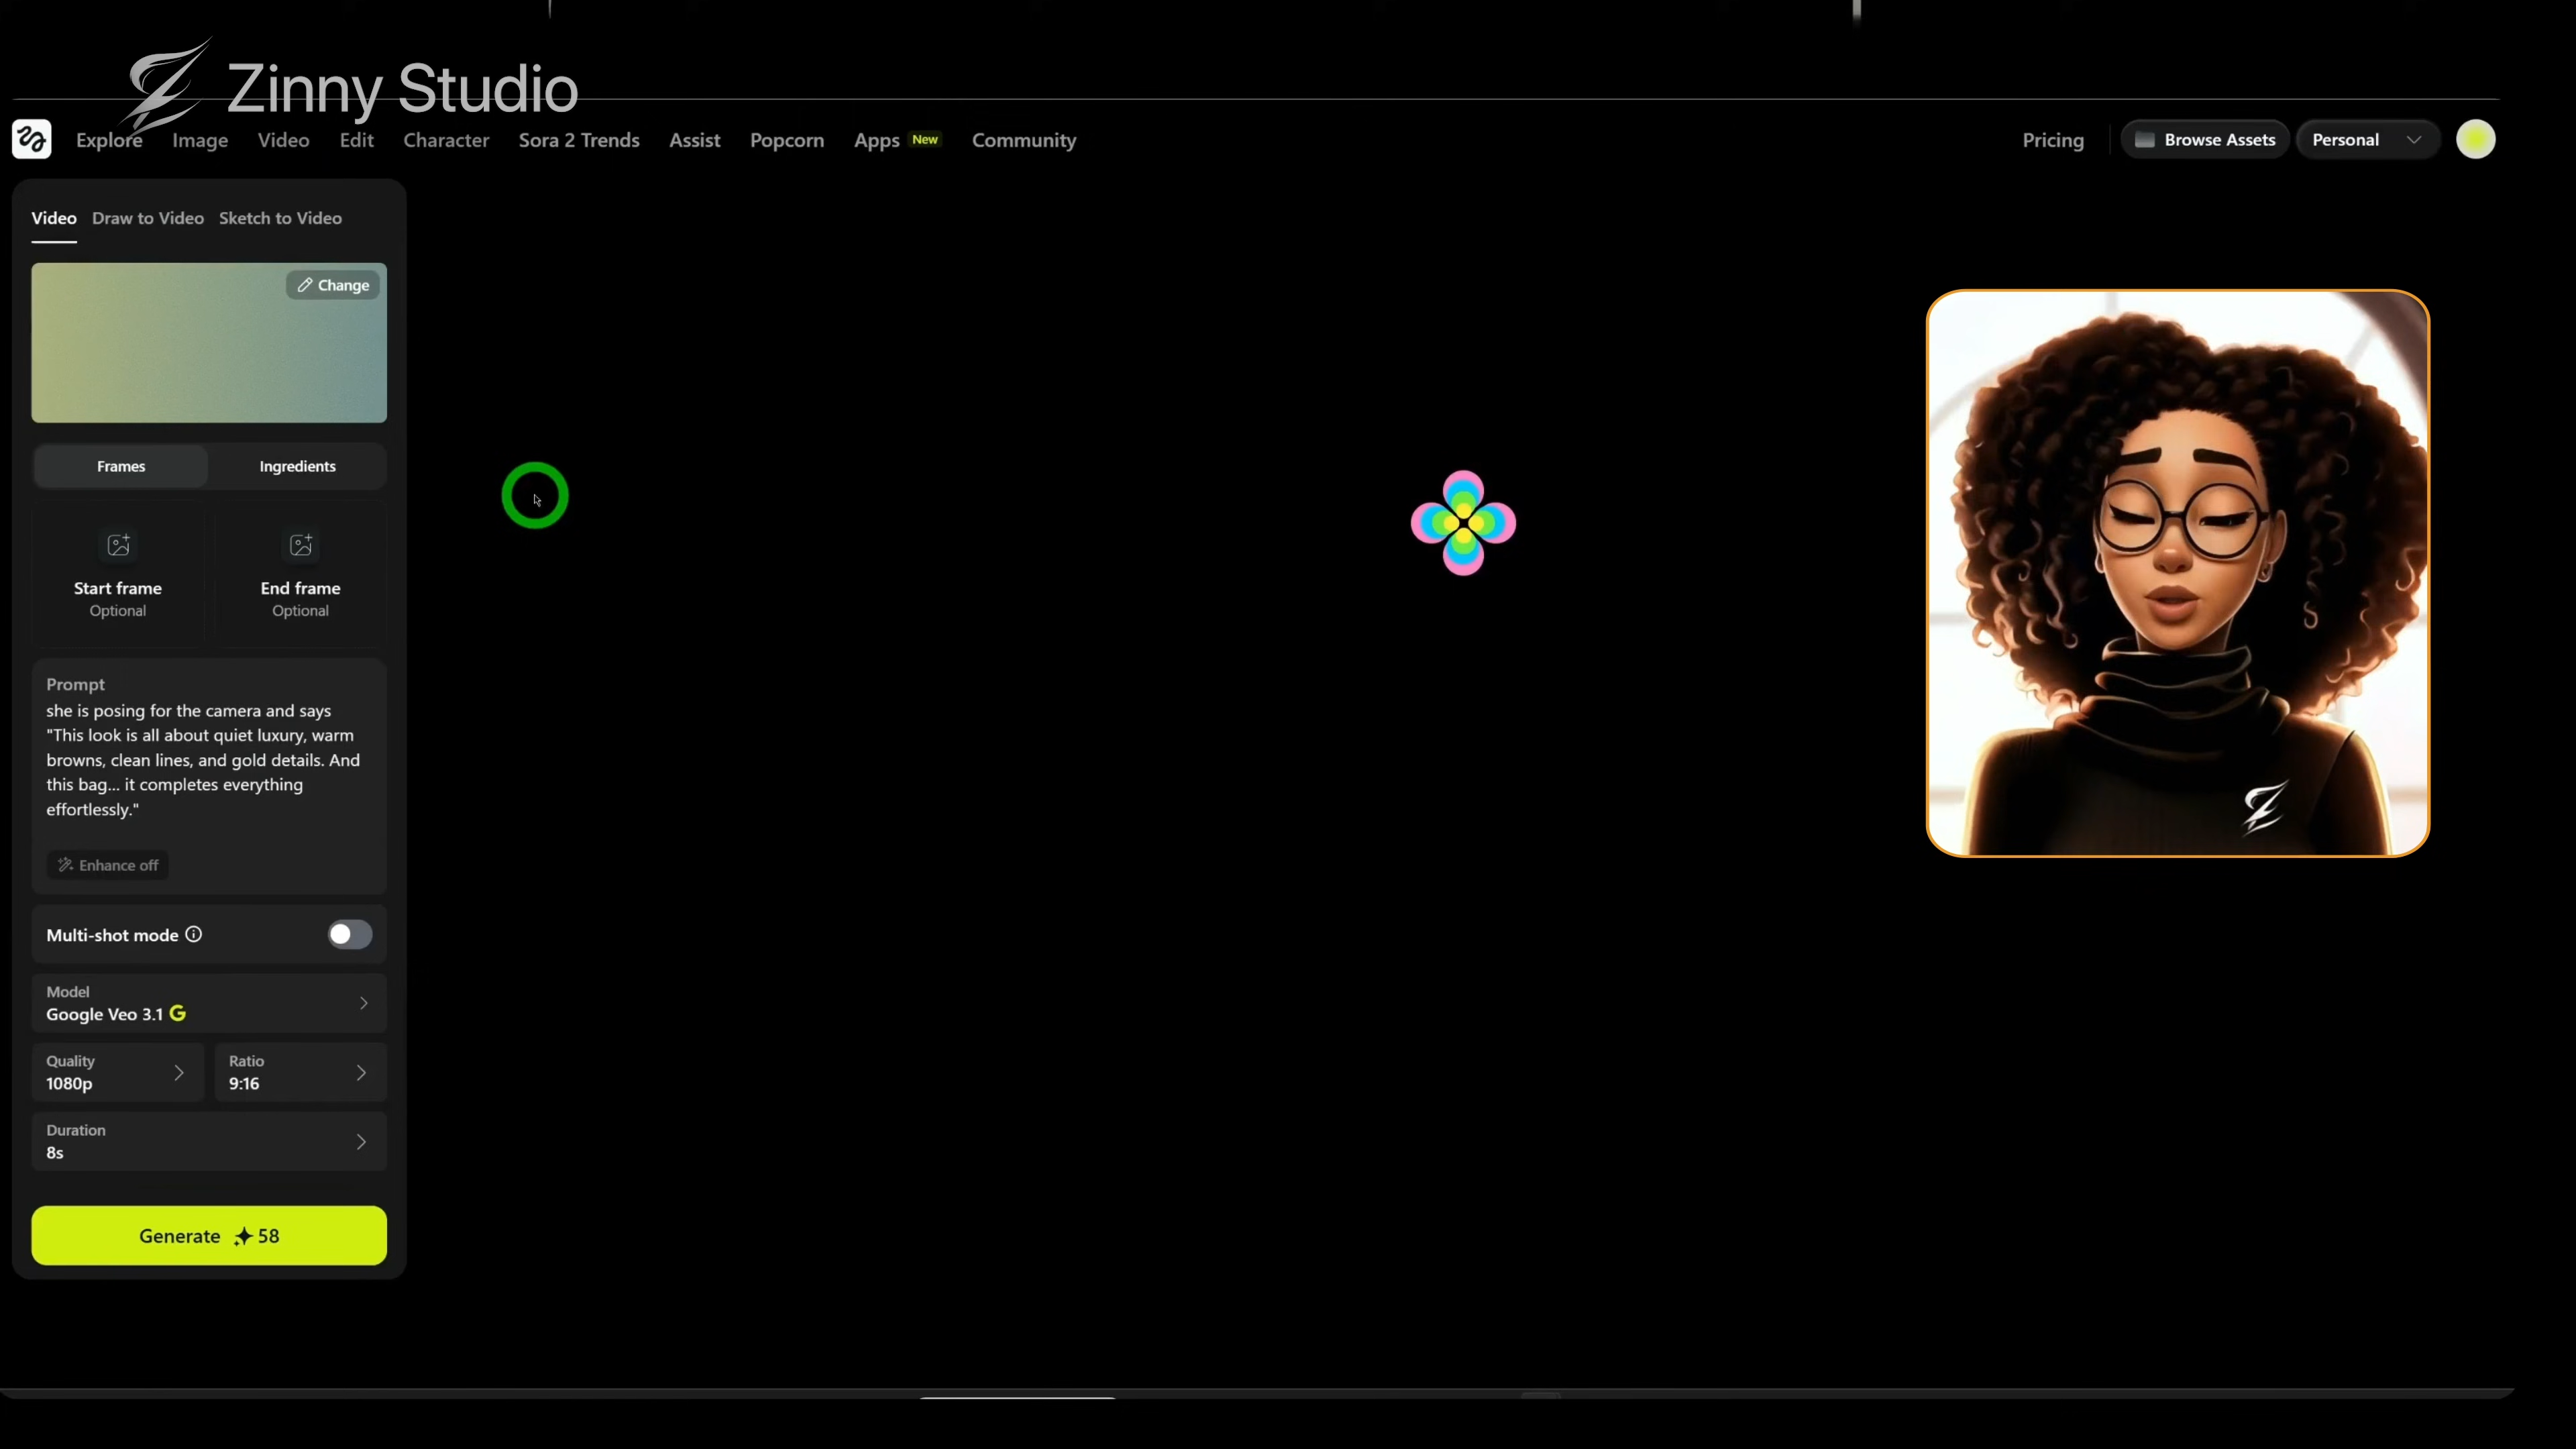 Zinny Studio
Explore Image Video Edit Character Sora 2 Trends Assist Popcorn Apps New Community Pricing Browse Assets Personal
Video Draw to Video Sketch to Video
Change
Frames Ingredients
Start frame End frame
Optional Optional
Prompt
she is posing for the camera and says
"This look is all about quiet luxury, warm
browns, clean lines, and gold details. And
this bag... it completes everything
effortlessly."
Enhance off
Multi-shot mode
Model
Google Veo 3.1 G
Quality Ratio
1080p 9:16
Duration
8s
Generate 58